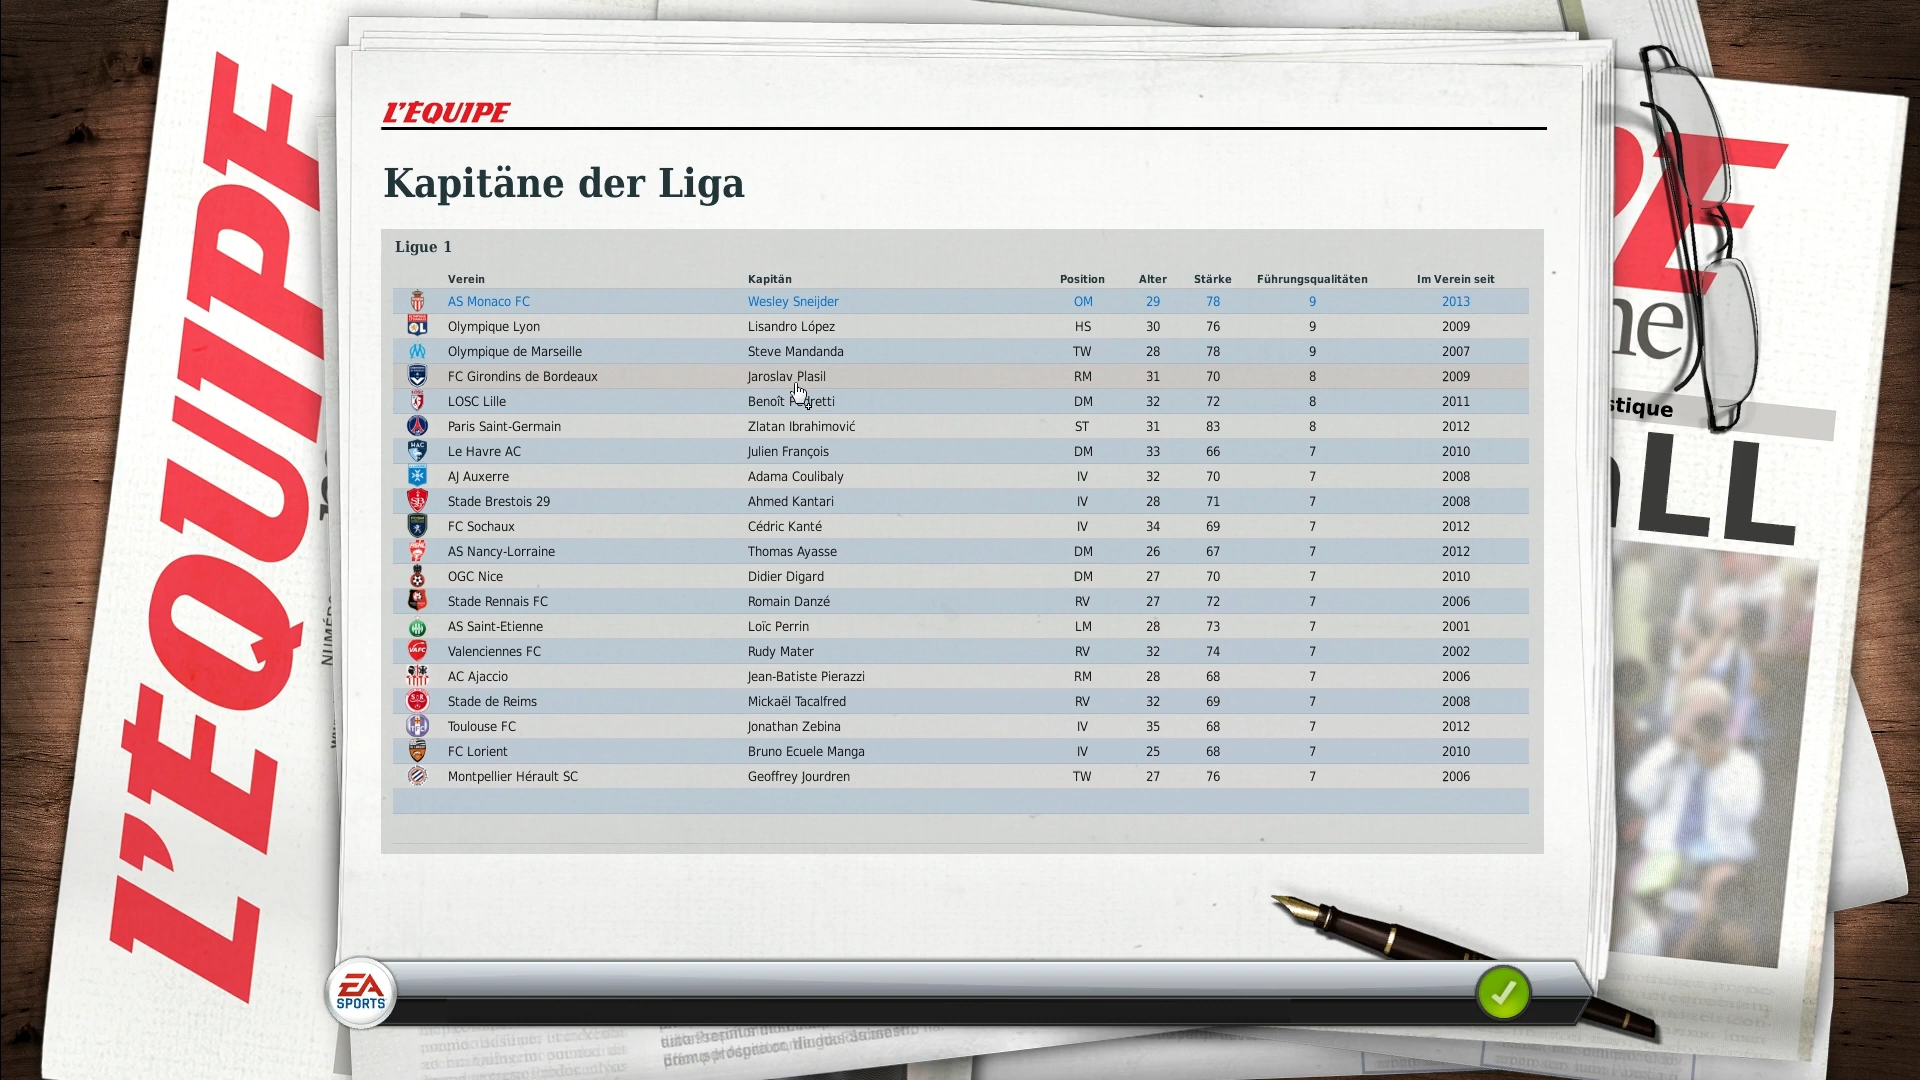 L'ÉQUIPE
Kapitäne der Liga
Ligue 1
Verein Kapitän Position Alter Stärke Führungsqualitäten Im Verein seit
AS Monaco FC Wesley Sneijder OM 29 78 9 2013
Olympique Lyon Lisandro López HS 30 76 9 2009
Olympique de Marseille Steve Mandanda TW 28 78 9 2007
FC Girondins de Bordeaux Jaroslav Plasil RM 31 70 8 2009
LOSC Lille Benoît DM 32 72 8 2011
Paris Saint-Germain Zlatan Ibrahimović ST 31 83 8 2012
Le Havre AC Julien François DM 33 66 7 2010
AJ Auxerre Adama Coulibaly IV 32 70 7 2008
Stade Brestois 29 Ahmed Kantari IV 28 71 7 2008
FC Sochaux Cédric Kanté IV 34 69 7 2012
AS Nancy-Lorraine Thomas Ayasse DM 26 67 7 2012
OGC Nice Didier Digard DM 27 70 7 2010
Stade Rennais FC Romain Danzé RV 27 72 7 2006
AS Saint-Etienne Loïc Perrin LM 28 73 7 2001
Valenciennes FC Rudy Mater RV 32 74 7 2002
AC Ajaccio Jean-Batiste Pierazzi RM 28 68 7 2006
Stade de Reims Mickaël Tacalfred RV 32 69 7 2008
Toulouse FC Jonathan Zebina IV 35 68 7 2012
FC Lorient Bruno Ecuele Manga IV 25 68 7 2010
Montpellier Hérault SC Geoffrey Jourdren TW 27 76 7 2006
EA
SPORTS
L'EQUIPE
NUMÉRO
PE
ne
stique
LL